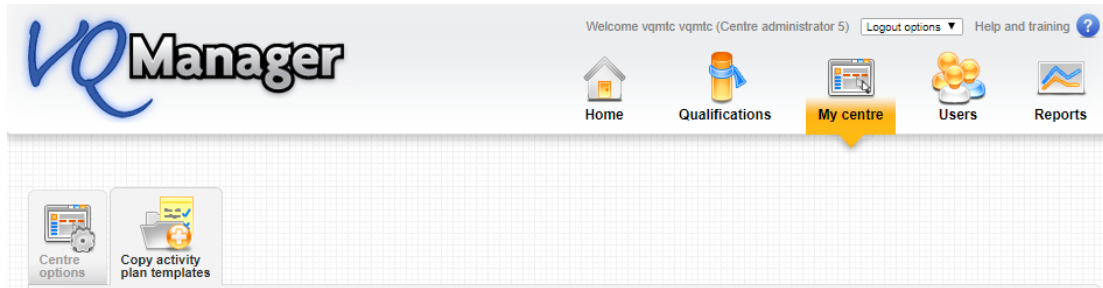 VQManager
Welcome vqmtc vqmtc (Centre administrator 5) Logout options ▼ Help and training ?
Home Qualifications My centre Users Reports
Centre
options
Copy activity
plan templates